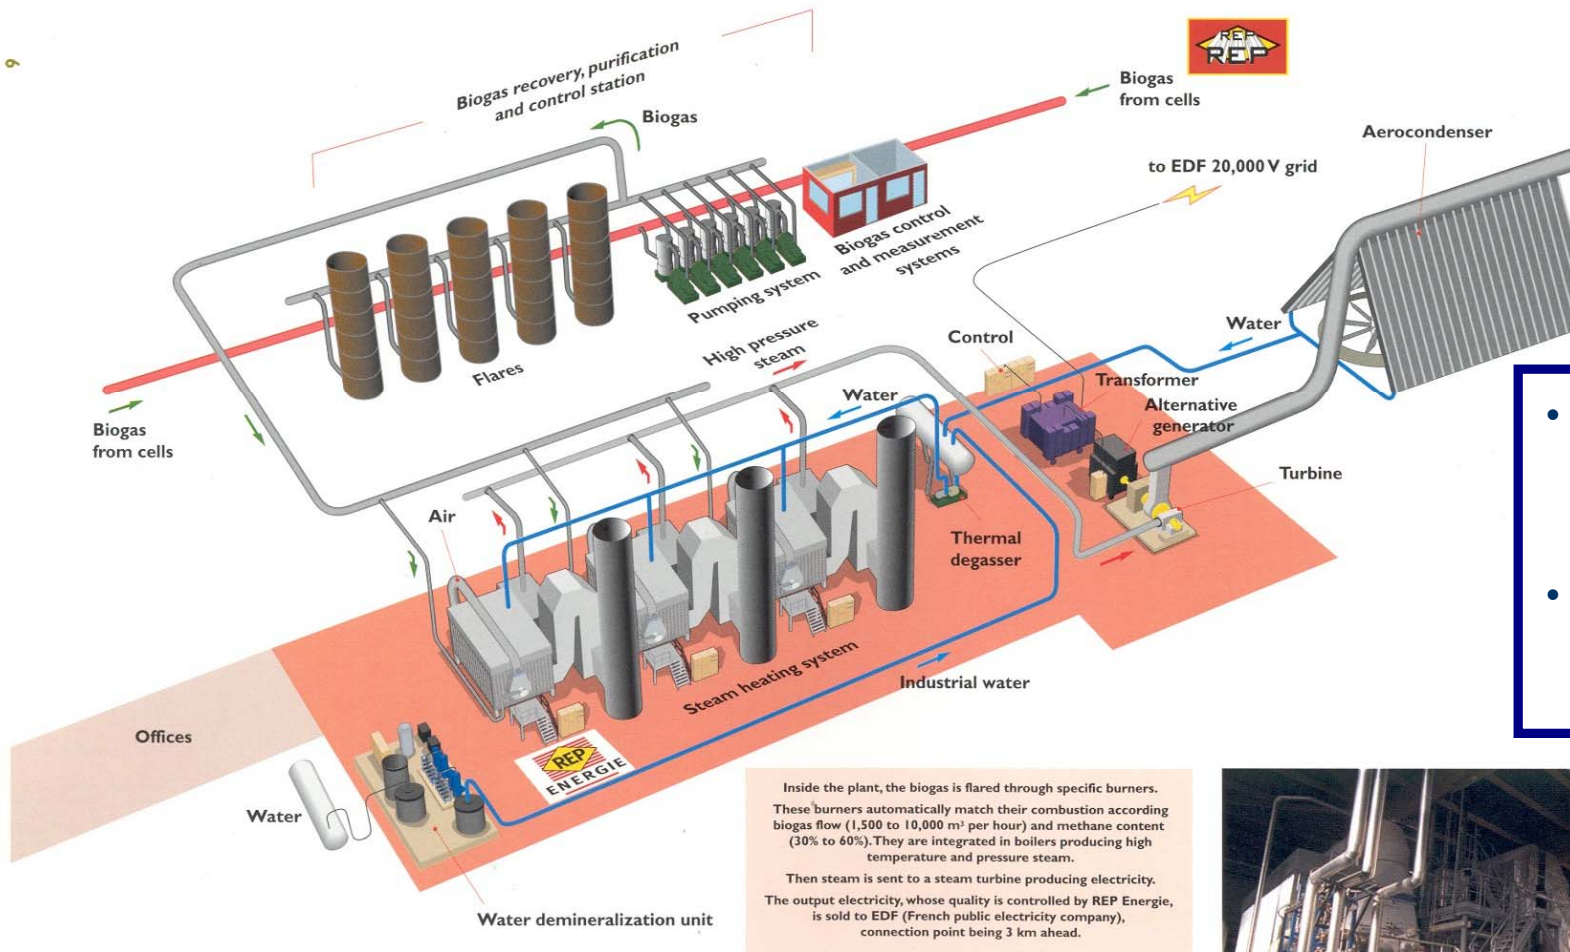 6
REP
REP
Biogas recovery, purification
and control station
Biogas
Biogas
from cells
Aerocondenser
to EDF 20,000 V grid
Biogas control
and measurement
systems
Pumping system
Flares
High pressure
steam
Control
Water
Water
Transformer
Alternative
generator
Turbine
Biogas
from cells
Air
Thermal
degasser
Steam heating system
Industrial water
Offices
REP
ENERGIE
Water
Water demineralization unit
Inside the plant, the biogas is flared through specific burners.
These burners automatically match their combustion according
biogas flow (1,500 to 10,000 m³ per hour) and methane content
(30% to 60%). They are integrated in boilers producing high
temperature and pressure steam.
Then steam is sent to a steam turbine producing electricity.
The output electricity, whose quality is controlled by REP Energie,
is sold to EDF (French public electricity company),
connection point being 3 km ahead.